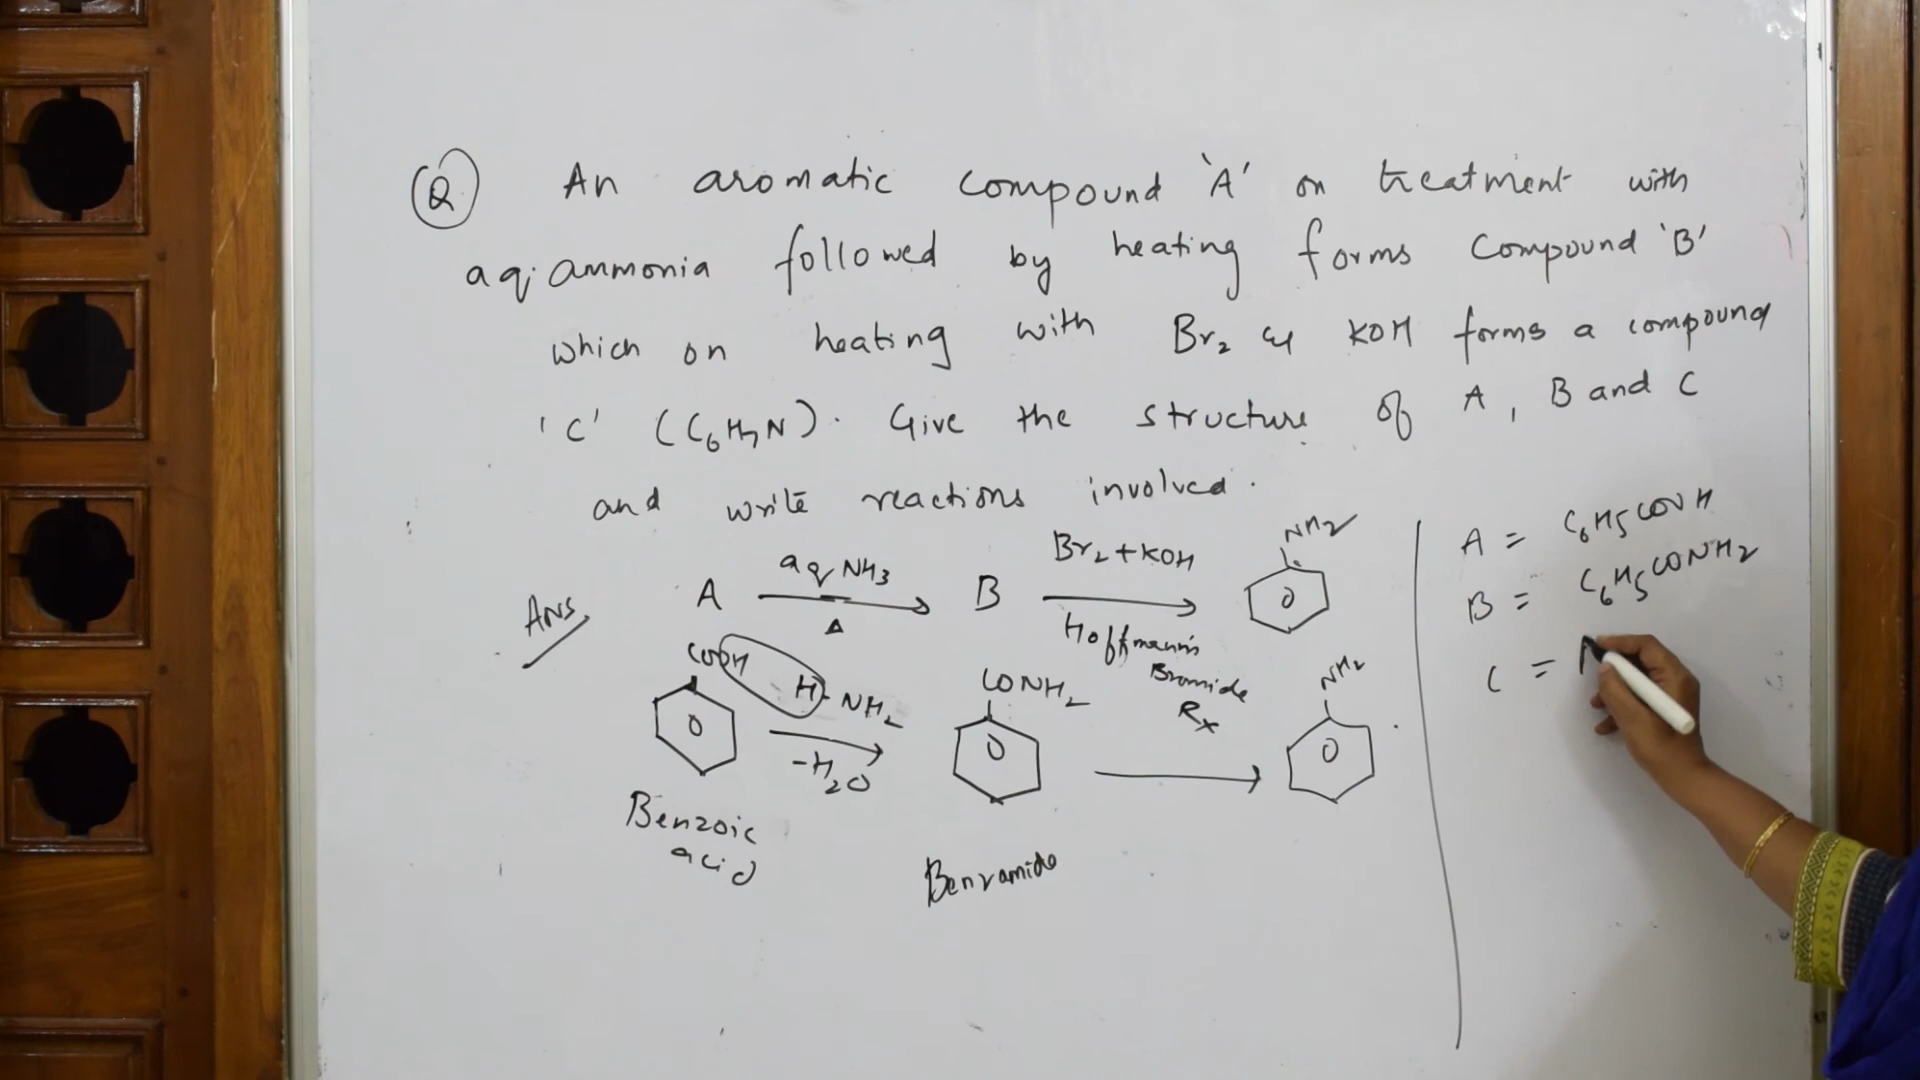 Q An aromatic compound 'A' on treatment with
aq. ammonia followed by heating forms compound 'B'
which on heating with Br2 & KOH forms a compound
'C' (C6H7N). Give the structure of A, B and C
and write reactions involved.
Ans
A aq NH3 Δ B Br2+KOH Hoffmann's Bromide Rx NH2
COOH H-NH2 -H2O CONH2 NH2
Benzoic acid
Benzamide
A = C6H5COOH
B = C6H5CONH2
C =